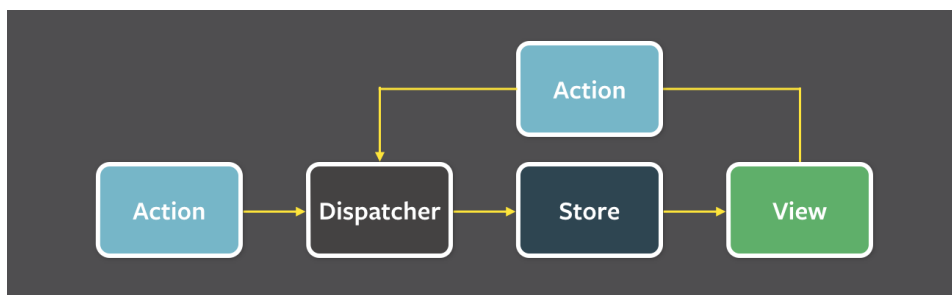 Action
Action
Dispatcher
Store
View